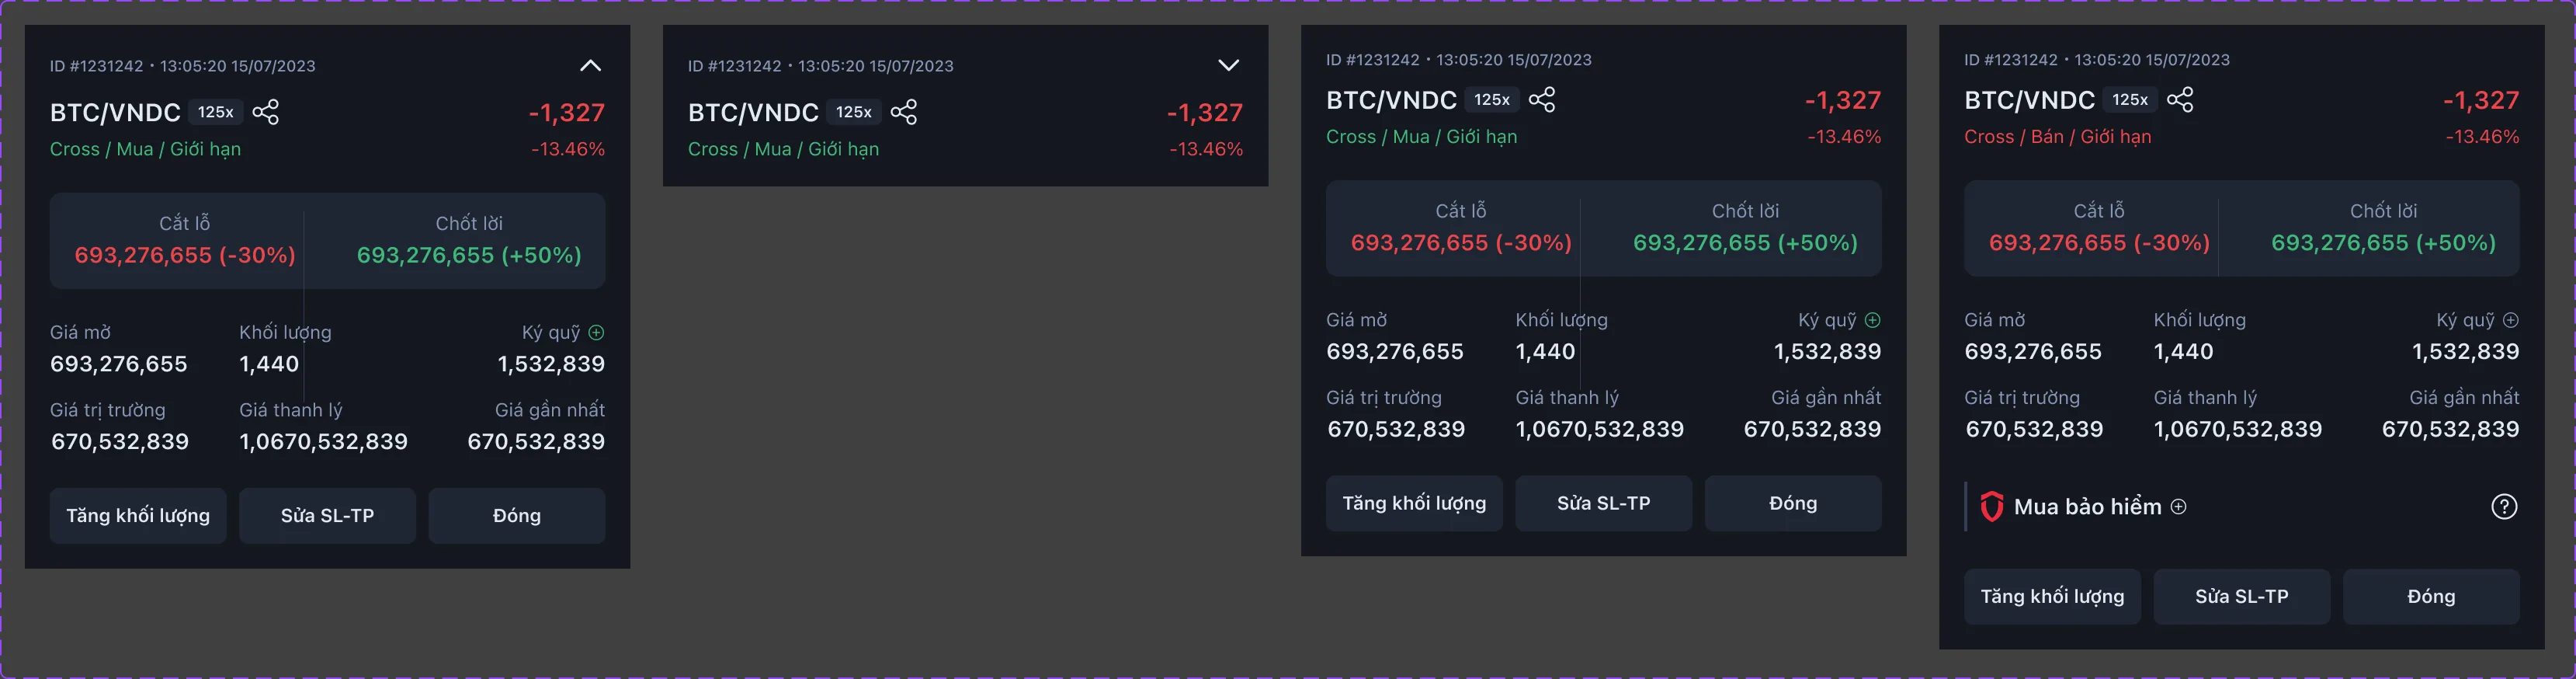 ID #1231242 • 13:05:20 15/07/2023
BTC/VNDC 125x -1,327
Cross / Mua / Giới hạn -13.46%
Cắt lỗ Chốt lời
693,276,655 (-30%) 693,276,655 (+50%)
Giá mở Khối lượng Ký quỹ
693,276,655 1,440 1,532,839
Giá trị trường Giá thanh lý Giá gần nhất
670,532,839 1,0670,532,839 670,532,839
Tăng khối lượng Sửa SL-TP Đóng
ID #1231242 • 13:05:20 15/07/2023
BTC/VNDC 125x -1,327
Cross / Mua / Giới hạn -13.46%
ID #1231242 • 13:05:20 15/07/2023
BTC/VNDC 125x -1,327
Cross / Mua / Giới hạn -13.46%
Cắt lỗ Chốt lời
693,276,655 (-30%) 693,276,655 (+50%)
Giá mở Khối lượng Ký quỹ
693,276,655 1,440 1,532,839
Giá trị trường Giá thanh lý Giá gần nhất
670,532,839 1,0670,532,839 670,532,839
Tăng khối lượng Sửa SL-TP Đóng
ID #1231242 • 13:05:20 15/07/2023
BTC/VNDC 125x -1,327
Cross / Bán / Giới hạn -13.46%
Cắt lỗ Chốt lời
693,276,655 (-30%) 693,276,655 (+50%)
Giá mở Khối lượng Ký quỹ
693,276,655 1,440 1,532,839
Giá trị trường Giá thanh lý Giá gần nhất
670,532,839 1,0670,532,839 670,532,839
Mua bảo hiểm ?
Tăng khối lượng Sửa SL-TP Đóng